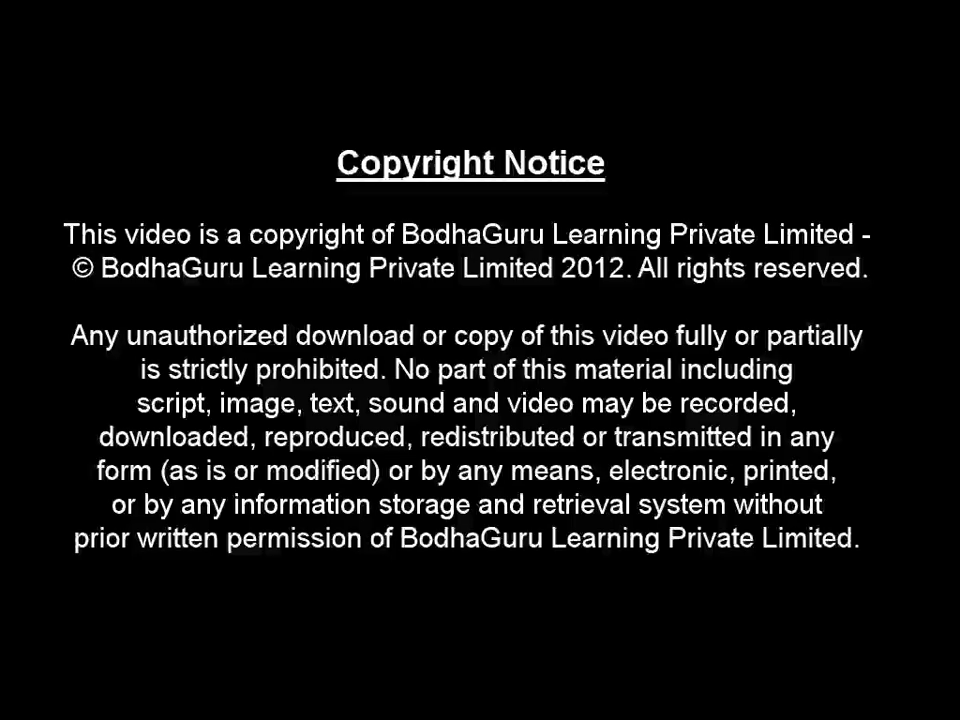 Copyright Notice
This video is a copyright of BodhaGuru Learning Private Limited -
© BodhaGuru Learning Private Limited 2012. All rights reserved.
Any unauthorized download or copy of this video fully or partially
is strictly prohibited. No part of this material including
script, image, text, sound and video may be recorded,
downloaded, reproduced, redistributed or transmitted in any
form (as is or modified) or by any means, electronic, printed,
or by any information storage and retrieval system without
prior written permission of BodhaGuru Learning Private Limited.